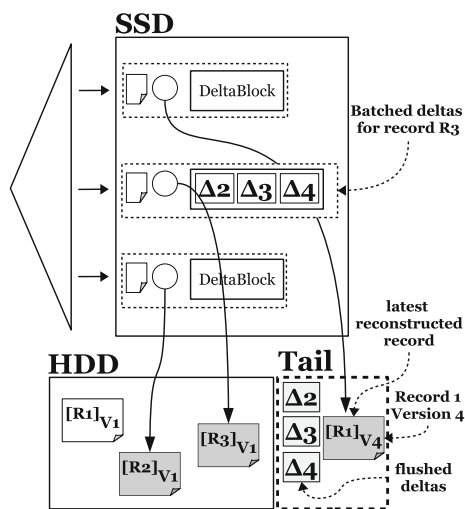 SSD
DeltaBlock
Batched deltas
for record R3
Δ2 Δ3 Δ4
DeltaBlock
latest
reconstructed
record
HDD
Tail
Record 1
Version 4
[R1]V1
[R2]V1
[R3]V1
Δ2
Δ3
Δ4
[R1]V4
flushed
deltas